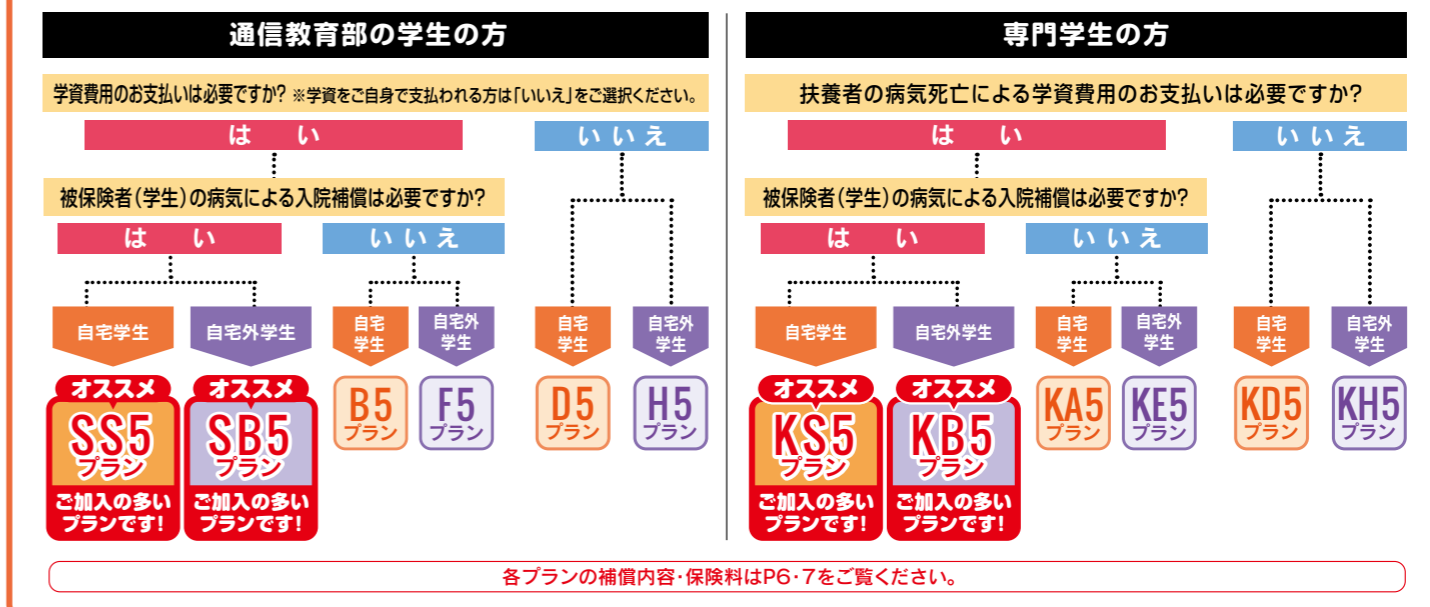 通信教育部の学生の方
学資費用のお支払いは必要ですか? ※学資をご自身で支払われる方は「いいえ」をご選択ください。
は い
いいえ
被保険者(学生)の病気による入院補償は必要ですか?
は い
いいえ
自宅学生
自宅外学生
自宅
学生
自宅外
学生
自宅
学生
自宅外
学生
オススメ
SS5
プラン
ご加入の多い
プランです!
オススメ
SB5
プラン
ご加入の多い
プランです!
B5
プラン
F5
プラン
D5
プラン
H5
プラン
専門学生の方
扶養者の病気死亡による学資費用のお支払いは必要ですか?
は い
いいえ
被保険者(学生)の病気による入院補償は必要ですか?
は い
いいえ
自宅学生
自宅外学生
自宅
学生
自宅外
学生
自宅
学生
自宅外
学生
オススメ
KS5
プラン
ご加入の多い
プランです!
オススメ
KB5
プラン
ご加入の多い
プランです!
KA5
プラン
KE5
プラン
KD5
プラン
KH5
プラン
各プランの補償内容・保険料はP6・7をご覧ください。